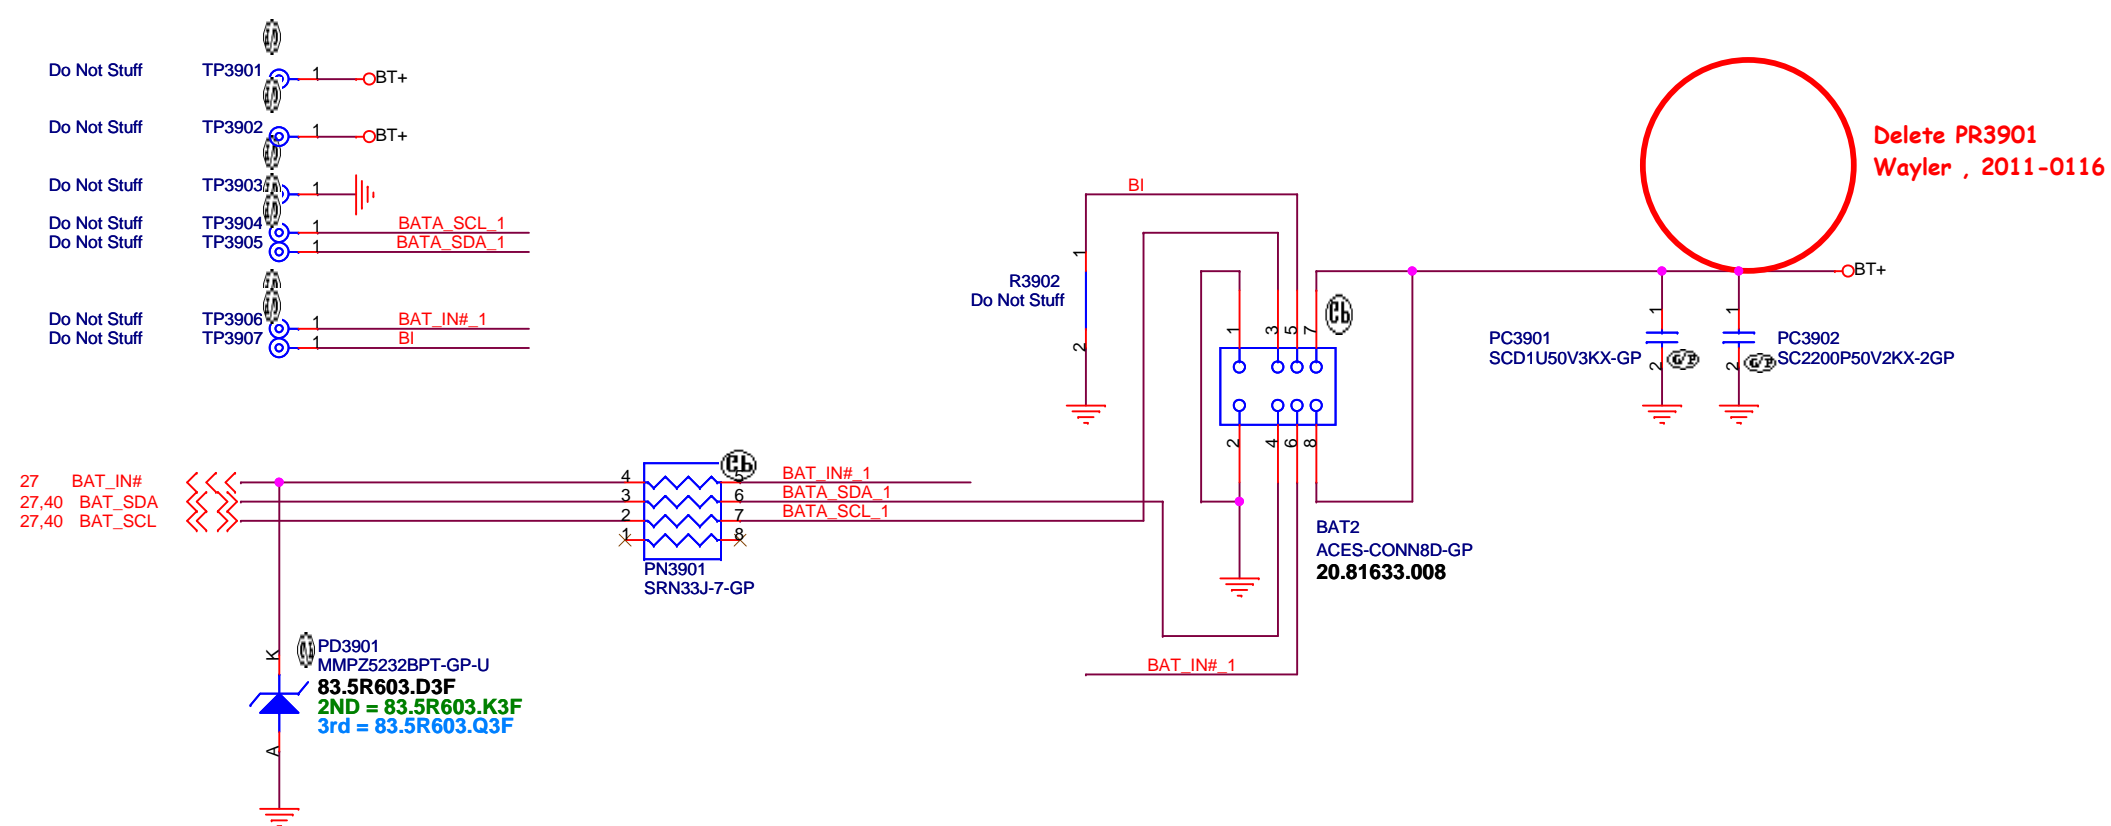 Do Not Stuff TP3901 1 BT+
Do Not Stuff TP3902 1 BT+
Do Not Stuff TP3903 1
Do Not Stuff TP3904 1 BATA_SCL_1
Do Not Stuff TP3905 1 BATA_SDA_1
Do Not Stuff TP3906 1 BAT_IN#_1
Do Not Stuff TP3907 1 BI
Delete PR3901
Wayler , 2011-0116
BI
1
R3902
Do Not Stuff
2
1 3 5 7
2 4 6 8
BAT2
ACES-CONN8D-GP
20.81633.008
BT+
1
PC3901
SCD1U50V3KX-GP
2
1
PC3902
SC2200P50V2KX-2GP
2
27 BAT_IN#
27,40 BAT_SDA
27,40 BAT_SCL
4 5 BAT_IN#_1
3 6 BATA_SDA_1
2 7 BATA_SCL_1
1 8
PN3901
SRN33J-7-GP
BAT_IN#_1
K
PD3901
MMPZ5232BPT-GP-U
83.5R603.D3F
2ND = 83.5R603.K3F
3rd = 83.5R603.Q3F
A